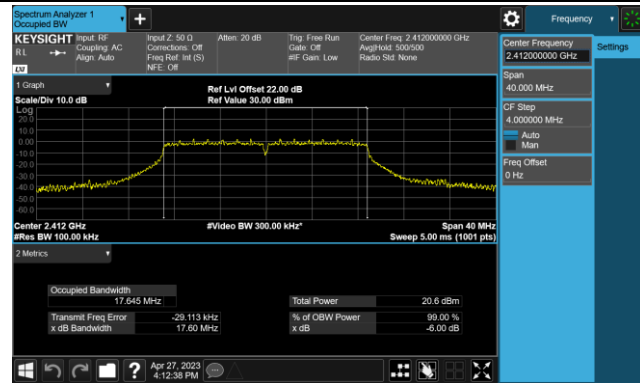 Spectrum Analyzer 1
Occupied BW
Frequency
KEYSIGHT
RL
Input: RF
Coupling: AC
Align: Auto
Input Z: 50 Ω
Corrections: Off
Freq Ref: Int (S)
NFE: Off
Atten: 20 dB
Trig: Free Run
Gate: Off
#IF Gain: Low
Center Freq: 2.412000000 GHz
Avg|Hold: 500/500
Radio Std: None
LXI
1 Graph
Scale/Div 10.0 dB
Ref Lvl Offset 22.00 dB
Ref Value 30.00 dBm
Log
20.0
10.0
0.00
-10.0
-20.0
-30.0
-40.0
-50.0
-60.0
Center 2.412 GHz
#Res BW 100.00 kHz
#Video BW 300.00 kHz*
Span 40 MHz
Sweep 5.00 ms (1001 pts)
2 Metrics
Occupied Bandwidth
17.645 MHz
Transmit Freq Error -29.113 kHz
x dB Bandwidth 17.60 MHz
Total Power 20.6 dBm
% of OBW Power 99.00 %
x dB -6.00 dB
Center Frequency
2.412000000 GHz
Settings
Span
40.000 MHz
CF Step
4.000000 MHz
Auto
Man
Freq Offset
0 Hz
?
Apr 27, 2023
4:12:38 PM